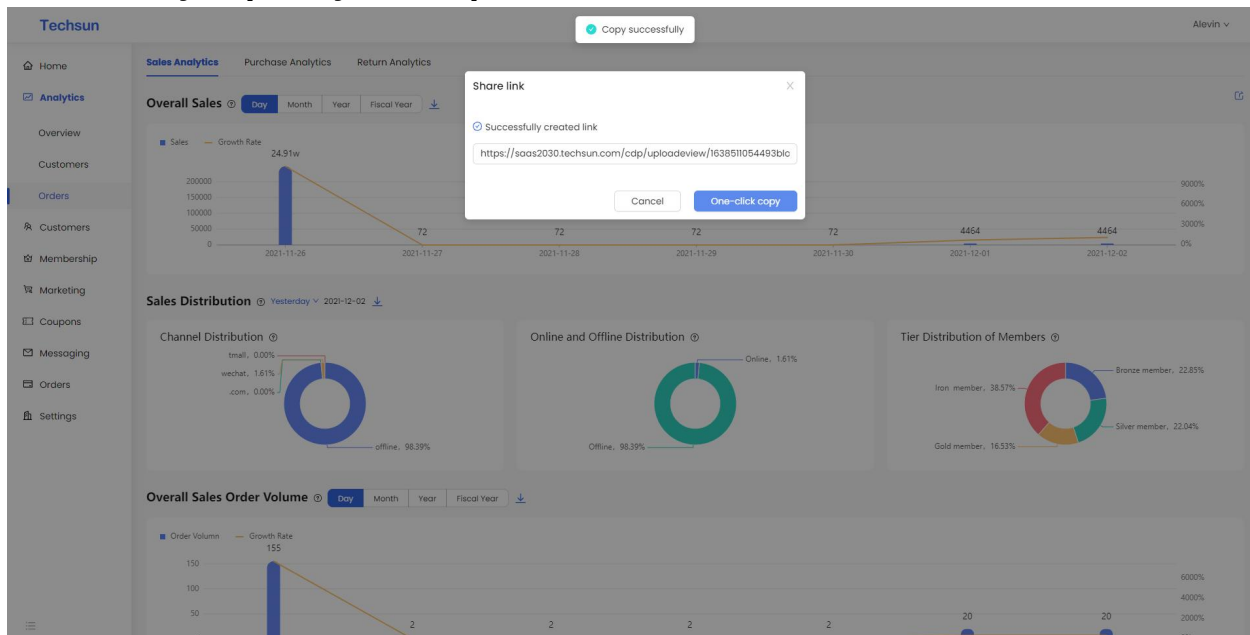 Techsun
Copy successfully
Alevin
Home
Analytics
Overview
Customers
Orders
Customers
Membership
Marketing
Coupons
Messaging
Orders
Settings
Sales Analytics Purchase Analytics Return Analytics
Overall Sales Day Month Year Fiscal Year
Share link
Successfully created link
https://saas2030.techsun.com/cdp/uploadeview/1638511054493blc
Cancel One-click copy
Sales Growth Rate
24.91w
200000
150000
100000
50000
0
72 72 72 72 4464 4464
9000%
6000%
3000%
0%
2021-11-26 2021-11-27 2021-11-28 2021-11-29 2021-11-30 2021-12-01 2021-12-02
Sales Distribution Yesterday 2021-12-02
Channel Distribution
tmall, 0.00%
wechat, 1.61%
.com, 0.00%
offline, 98.39%
Online and Offline Distribution
Online, 1.61%
Offline, 98.39%
Tier Distribution of Members
Bronze member, 22.85%
Iron member, 38.57%
Silver member, 22.04%
Gold member, 16.53%
Overall Sales Order Volume Day Month Year Fiscal Year
Order Volumn Growth Rate
155
150
100
50
2 2 2 2 20 20
6000%
4000%
2000%